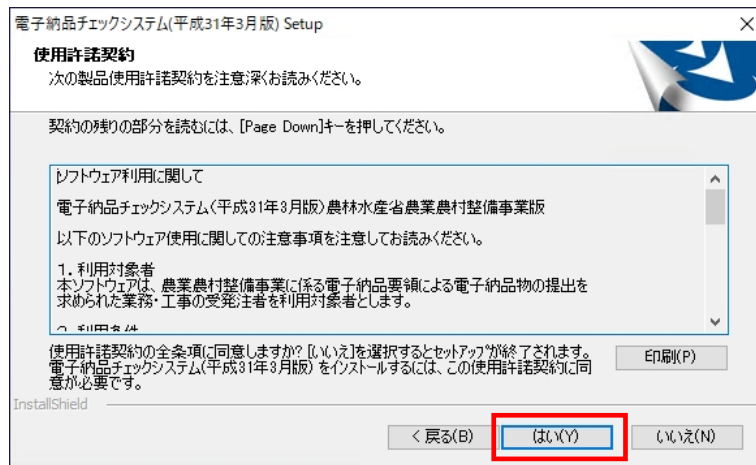 電子納品チェックシステム(平成31年3月版) Setup
使用許諾契約
次の製品使用許諾契約を注意深くお読みください。
契約の残りの部分を読むには、[Page Down]キーを押してください。
ソフトウェア利用に関して
電子納品チェックシステム(平成31年3月版)農林水産省農業農村整備事業版
以下のソフトウェア使用に関しての注意事項を注意してお読みください。
1. 利用対象者
本ソフトウェアは、農業農村整備事業に係る電子納品要領による電子納品物の提出を
求められた業務・工事の受発注者を利用対象者とします。
2. 利用条件
使用許諾契約の全条項に同意しますか? [いいえ]を選択するとセットアップが終了されます。
電子納品チェックシステム(平成31年3月版) をインストールするには、この使用許諾契約に同
意が必要です。
印刷(P)
InstallShield
< 戻る(B)
はい(Y)
いいえ(N)